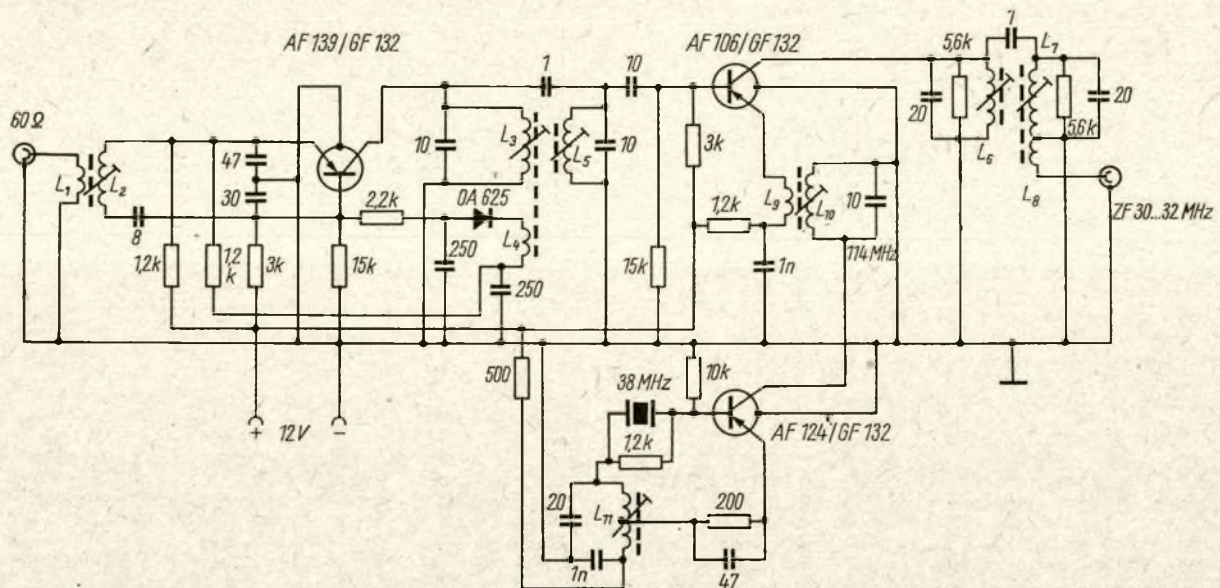 AF 139/GF 132
AF 106/GF 132
60 Ω
L1
L2
47
30
8
1,2k
1,2
k
3k
15k
2,2k
0A 625
250
250
10
L3
L4
1
L5
10
10
3k
15k
1,2k
1n
L9
L10
10
114 MHz
20
5,6k
1
L6
L7
L8
5,6k
20
ZF 30...32 MHz
+ 12V −
500
38 MHz
1,2k
10k
AF 124/GF 132
20
L11
1n
200
47